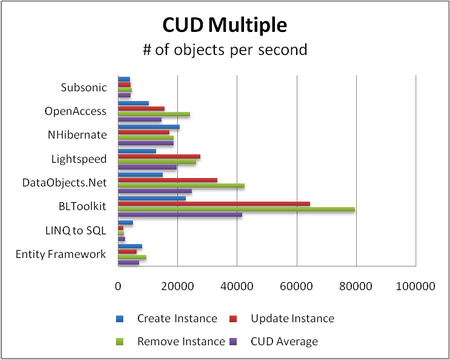 CUD Multiple
# of objects per second
Subsonic
OpenAccess
NHibernate
Lightspeed
DataObjects.Net
BLToolkit
LINQ to SQL
Entity Framework
0 20000 40000 60000 80000 100000
Create Instance Update Instance
Remove Instance CUD Average